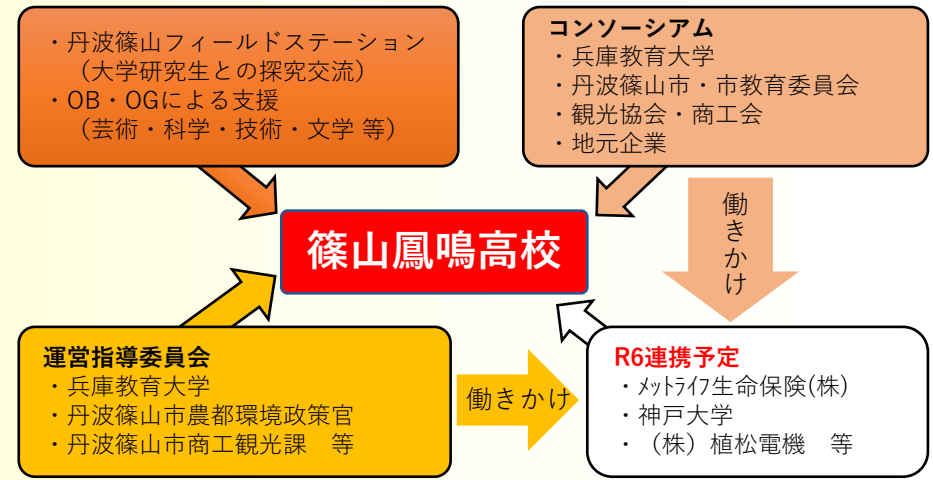 ・丹波篠山フィールドステーション
（大学研究生との探究交流）
・OB・OGによる支援
（芸術・科学・技術・文学 等）
コンソーシアム
・兵庫教育大学
・丹波篠山市・市教育委員会
・観光協会・商工会
・地元企業
働きかけ
篠山鳳鳴高校
運営指導委員会
・兵庫教育大学
・丹波篠山市農都環境政策官
・丹波篠山市商工観光課　等
働きかけ
R6連携予定
・ﾒｯﾄﾗｲﾌ生命保険(株)
・神戸大学
・（株）植松電機　等